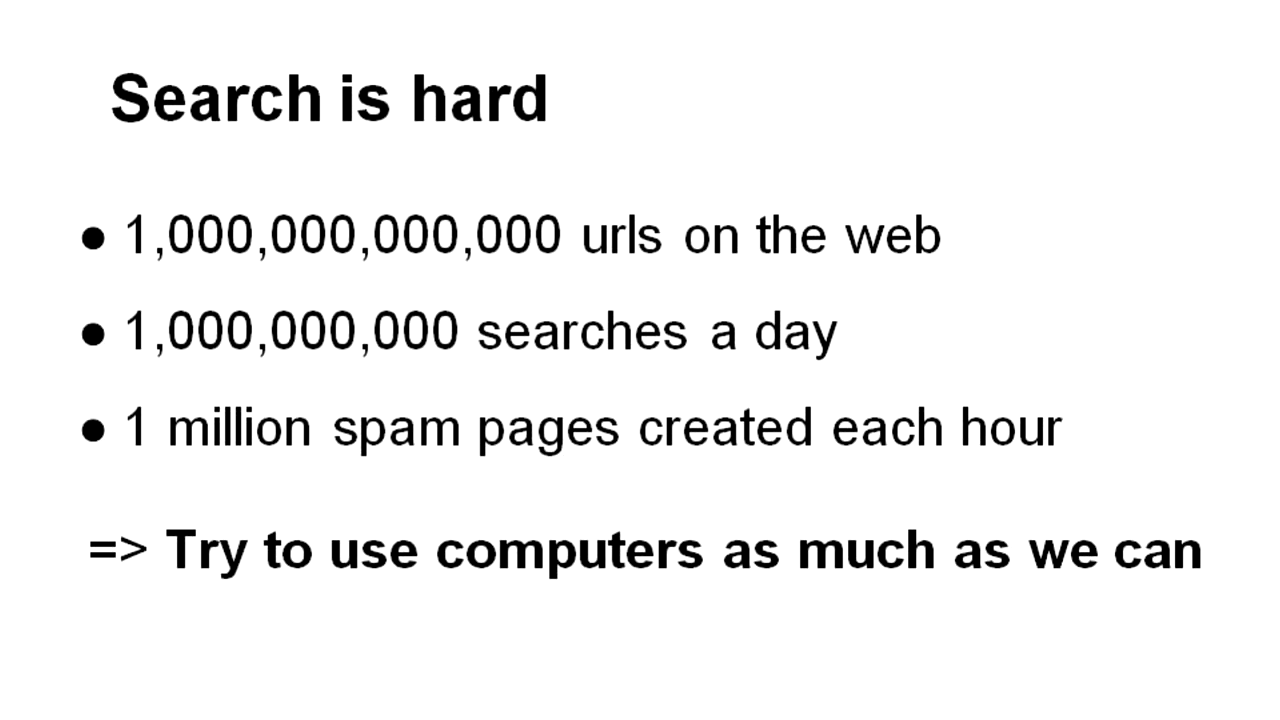 Search is hard
● 1,000,000,000,000 urls on the web
● 1,000,000,000 searches a day
● 1 million spam pages created each hour
=> Try to use computers as much as we can